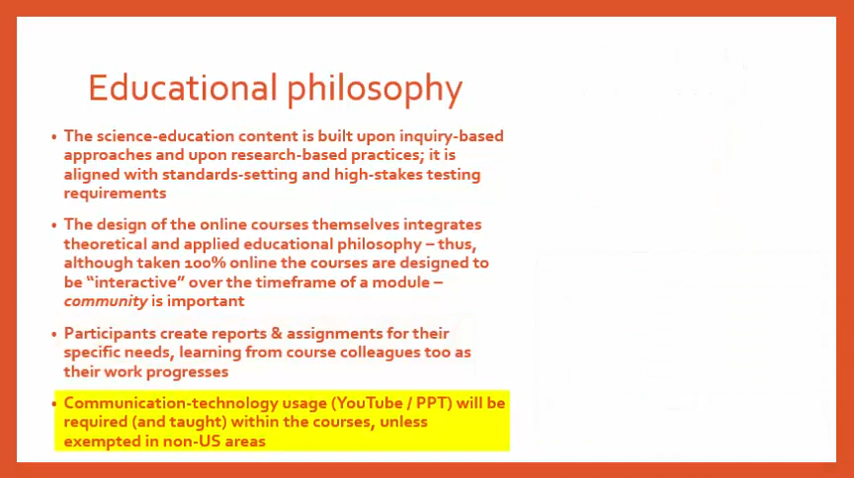 Educational philosophy
• The science-education content is built upon inquiry-based
approaches and upon research-based practices; it is
aligned with standards-setting and high-stakes testing
requirements
• The design of the online courses themselves integrates
theoretical and applied educational philosophy – thus,
although taken 100% online the courses are designed to
be “interactive” over the timeframe of a module –
community is important
• Participants create reports & assignments for their
specific needs, learning from course colleagues too as
their work progresses
• Communication-technology usage (YouTube / PPT) will be
required (and taught) within the courses, unless
exempted in non-US areas